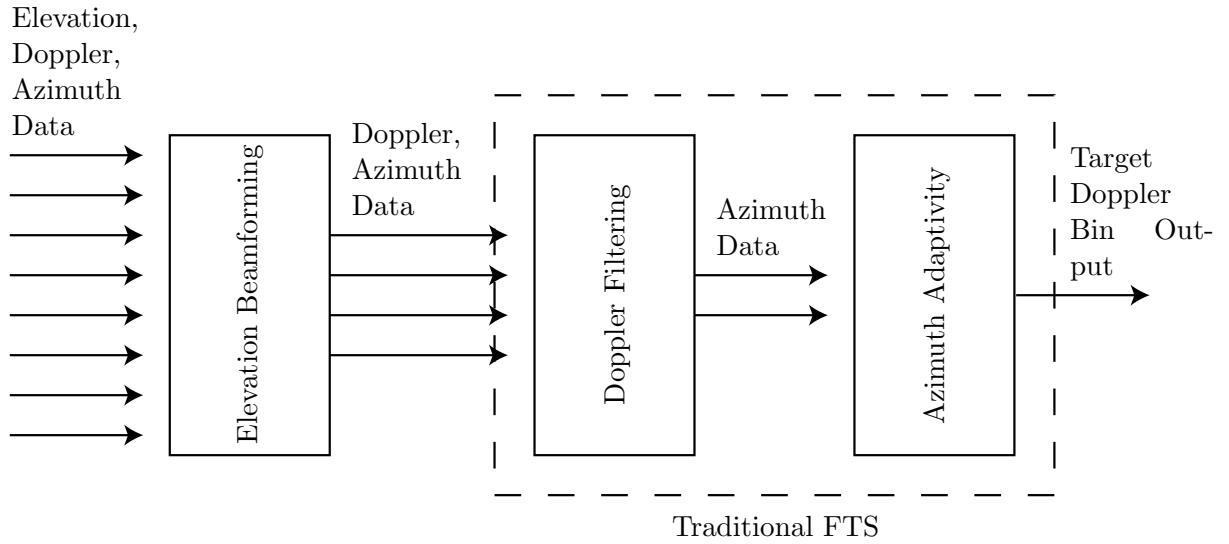 Elevation,
Doppler,
Azimuth
Data
Elevation Beamforming
Doppler,
Azimuth
Data
Doppler Filtering
Azimuth
Data
Azimuth Adaptivity
Target
Doppler
Bin Out-
put
Traditional FTS